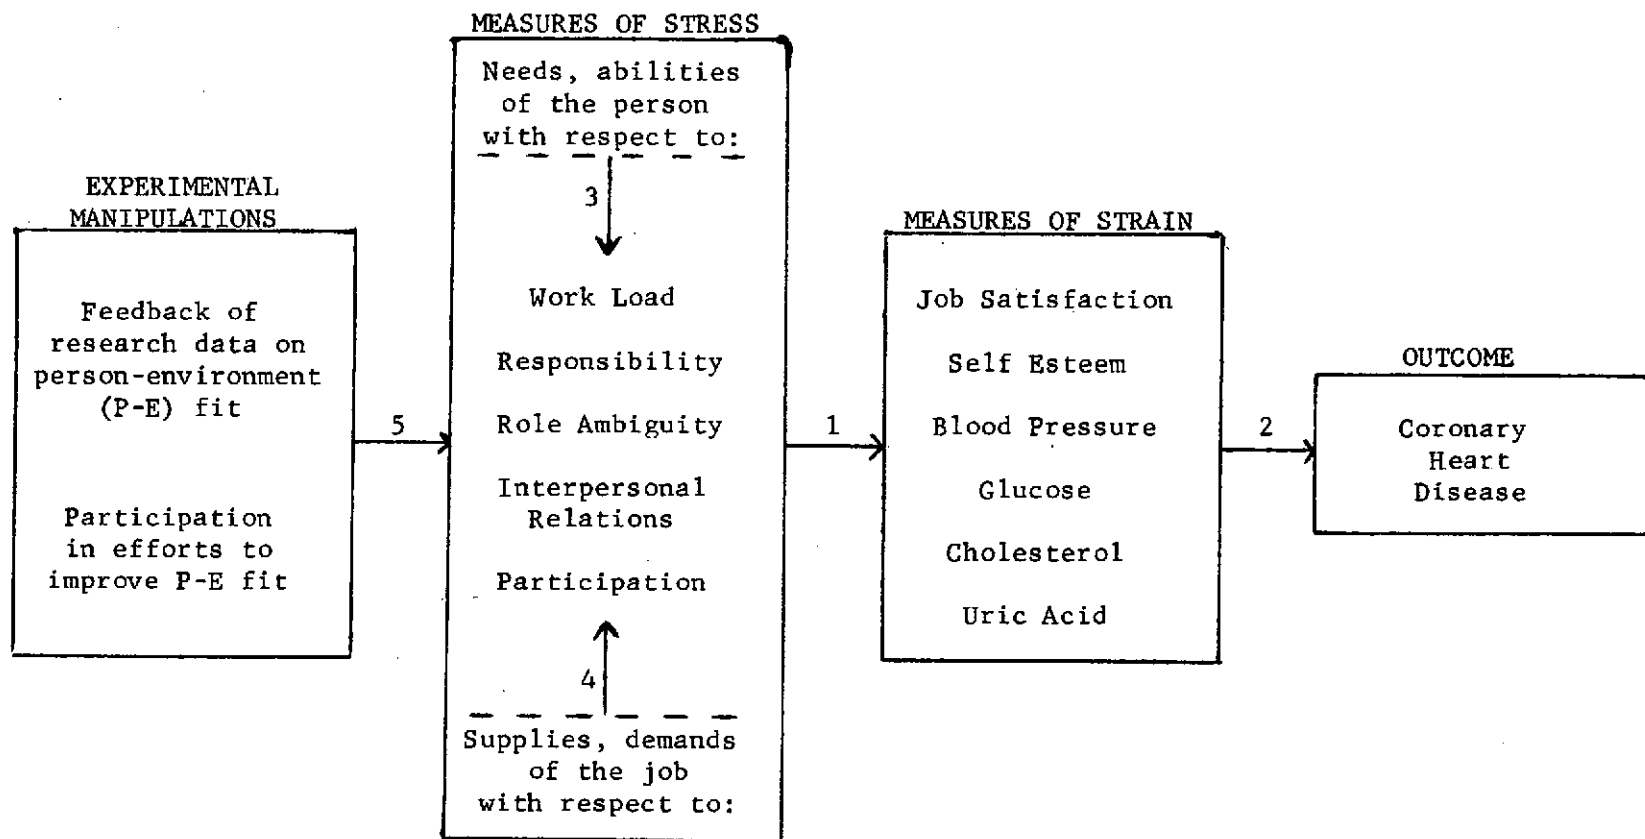 EXPERIMENTAL
MANIPULATIONS
Feedback of
research data on
person-environment
(P-E) fit
Participation
in efforts to
improve P-E fit
5
MEASURES OF STRESS
Needs, abilities
of the person
with respect to:
3
Work Load
Responsibility
Role Ambiguity
Interpersonal
Relations
Participation
4
Supplies, demands
of the job
with respect to:
1
MEASURES OF STRAIN
Job Satisfaction
Self Esteem
Blood Pressure
Glucose
Cholesterol
Uric Acid
2
OUTCOME
Coronary
Heart
Disease